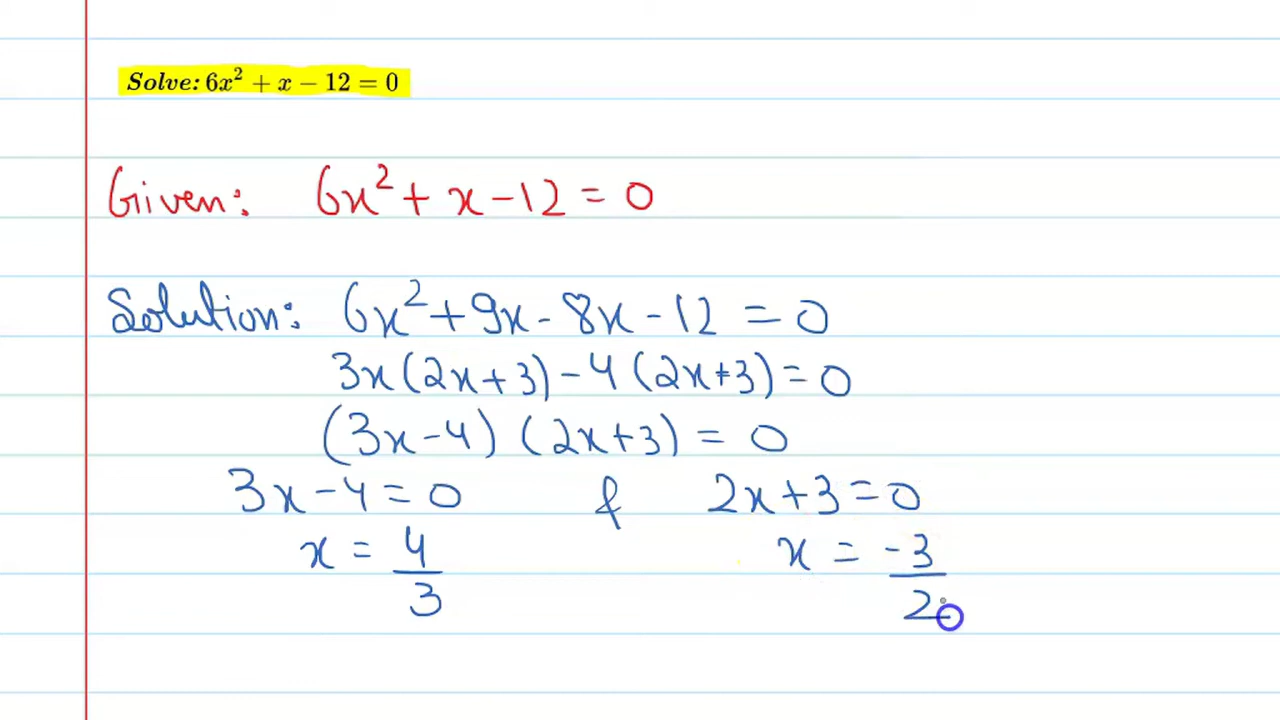 Solve: 6x² + x − 12 = 0
Given: 6x² + x − 12 = 0
Solution: 6x² + 9x − 8x − 12 = 0
3x(2x+3) − 4(2x+3) = 0
(3x−4)(2x+3) = 0
3x−4 = 0 & 2x+3 = 0
x = 4/3 x = -3/2